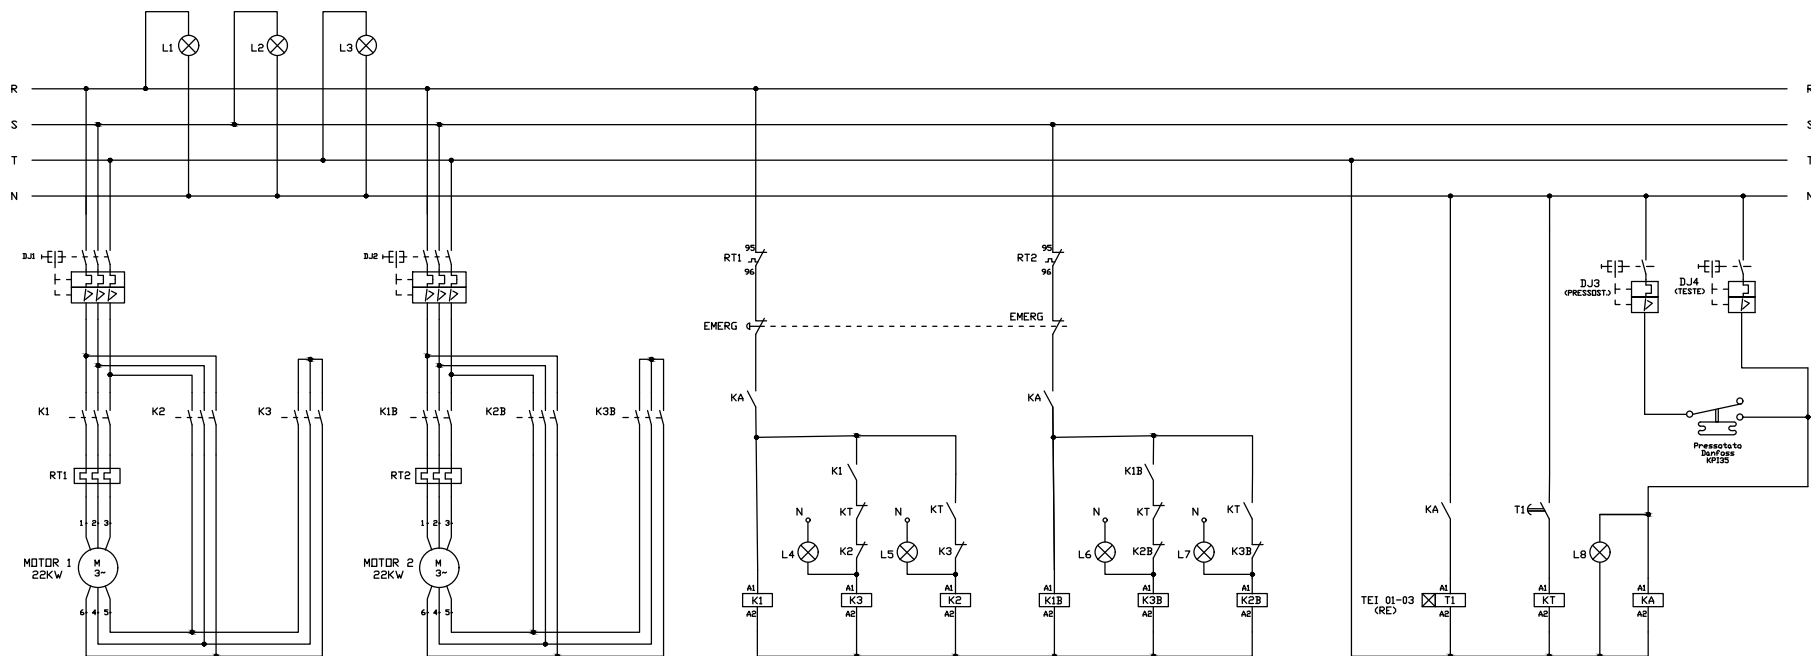 L1 L2 L3
R R
S S
T T
N N
DJ1 DJ2
95 95
RT1 RT2
96 96
DJ3 DJ4
(PRESSOST.) (TESTE)
EMERG EMERG
KA KA
K1 K2 K3 K1B K2B K3B
Pressotato
Danfoss
KPI35
K1 K1B
RT1 RT2
N KT N KT N KT N KT
KA T1
1 2 3 1 2 3
L4 K2 L5 K3 L6 K2B L7 K3B L8
MOTOR 1
22KW
M
3~
MOTOR 2
22KW
M
3~
A1 A1 A1 A1 A1 A1 A1 A1 A1
K1 K3 K2 K1B K3B K2B
TEI 01-03
(RE)
T1 KT KA
A2 A2 A2 A2 A2 A2 A2 A2 A2
6 4 5 6 4 5